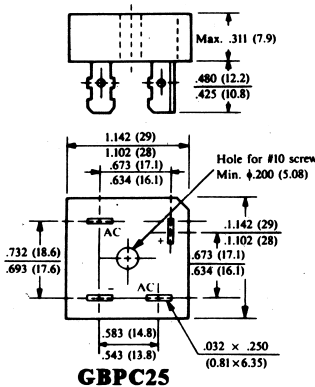 Max. .311 (7.9)
.480 (12.2)
.425 (10.8)
1.142 (29)
1.102 (28)
.673 (17.1)
.634 (16.1)
Hole for #10 screw
Min. ϕ.200 (5.08)
AC
+
.732 (18.6)
.693 (17.6)
1.142 (29)
1.102 (28)
.673 (17.1)
.634 (16.1)
− AC
.583 (14.8)
.543 (13.8)
.032 × .250
(0.81×6.35)
GBPC25